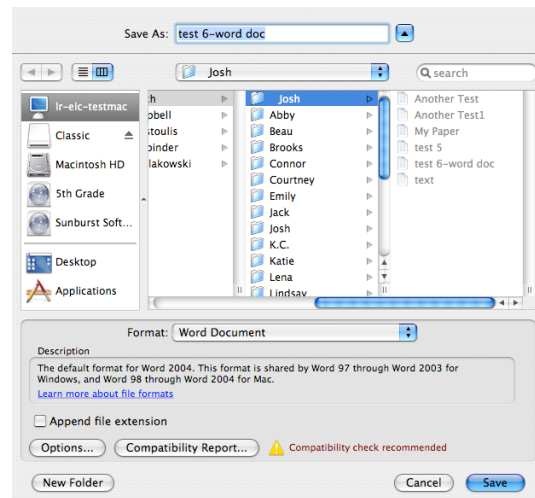 Save As: test 6-word doc
Josh
search
lr-elc-testmac
Classic
Macintosh HD
5th Grade
Sunburst Soft...
Desktop
Applications
th
bbell
stoulis
binder
lakowski
Josh
Abby
Beau
Brooks
Connor
Courtney
Emily
Jack
Josh
K.C.
Katie
Lena
Lindsay
Another Test
Another Test1
My Paper
test 5
test 6-word doc
text
Format: Word Document
Description
The default format for Word 2004. This format is shared by Word 97 through Word 2003 for
Windows, and Word 98 through Word 2004 for Mac.
Learn more about file formats
Append file extension
Options... Compatibility Report... Compatibility check recommended
New Folder Cancel Save